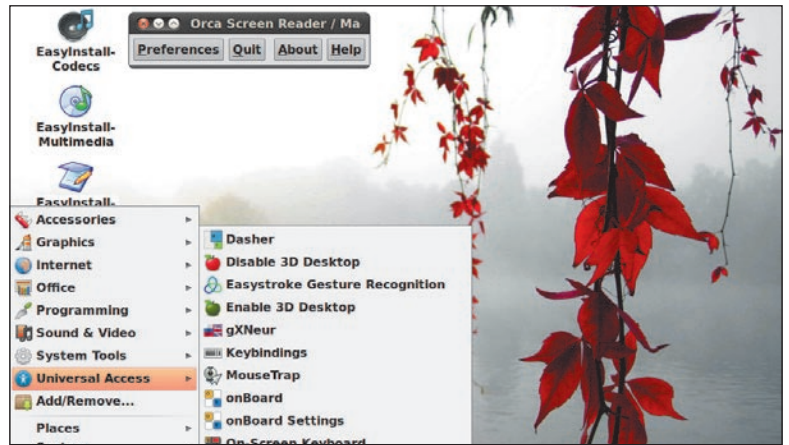 Orca Screen Reader / Ma
Preferences Quit About Help
EasyInstall-
Codecs
EasyInstall-
Multimedia
EasyInstall-
Accessories
Graphics
Internet
Office
Programming
Sound & Video
System Tools
Universal Access
Add/Remove...
Places
Dasher
Disable 3D Desktop
Easystroke Gesture Recognition
Enable 3D Desktop
gXNeur
Keybindings
MouseTrap
onBoard
onBoard Settings
On-Screen Keyboard